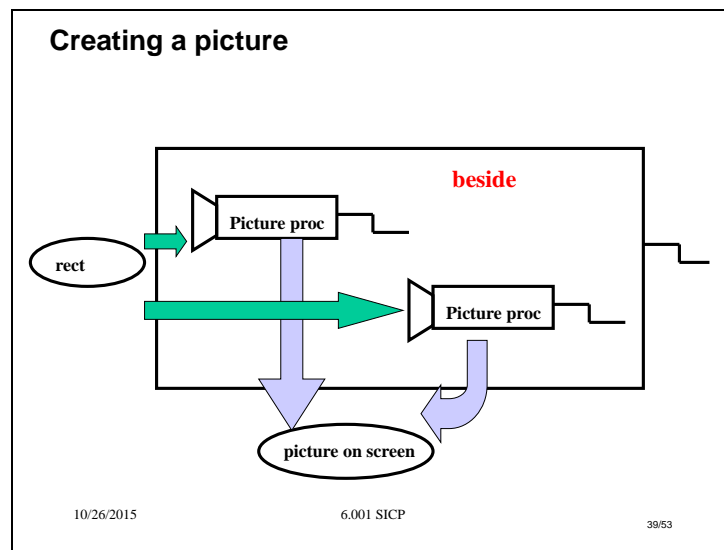 Creating a picture
beside
Picture proc
rect
Picture proc
picture on screen
10/26/2015
6.001 SICP
39/53